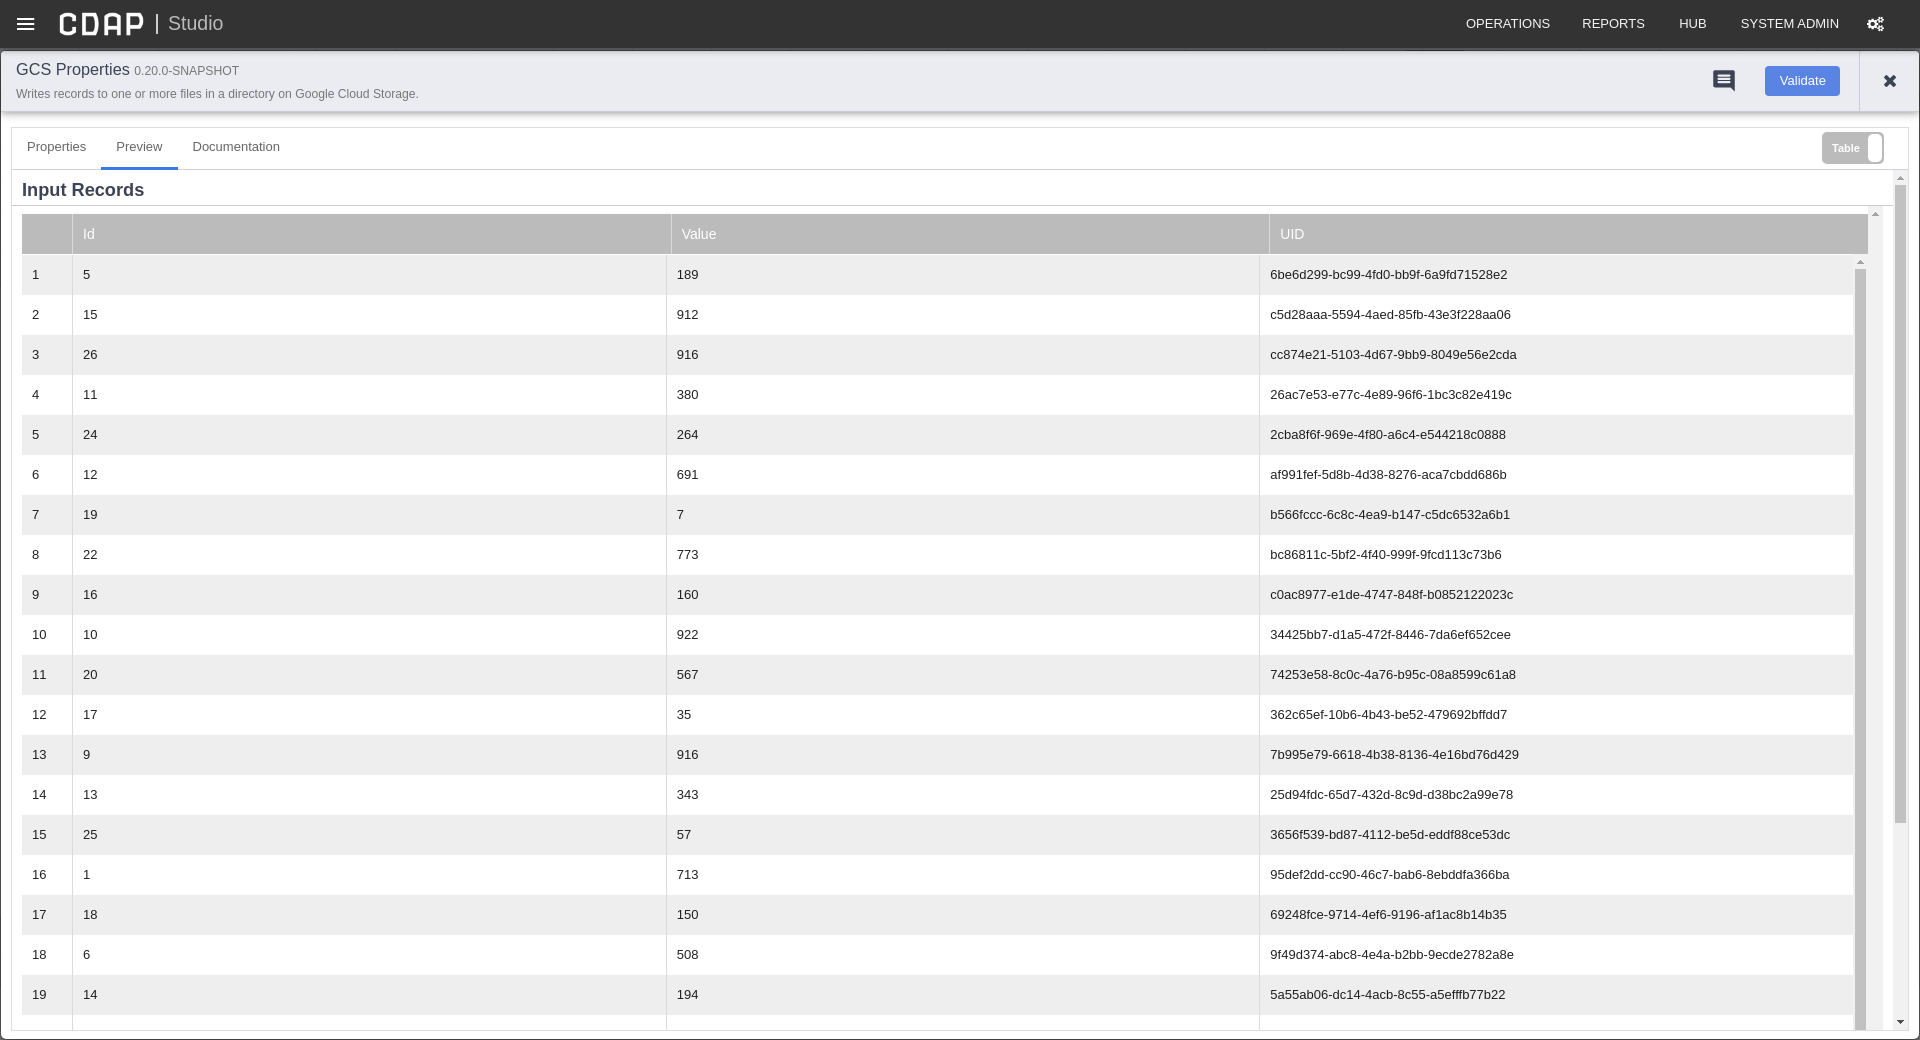 CDAP | Studio OPERATIONS REPORTS HUB SYSTEM ADMIN
GCS Properties 0.20.0-SNAPSHOT
Writes records to one or more files in a directory on Google Cloud Storage.
Validate
Properties Preview Documentation
Table
Input Records
Id Value UID
1 5 189 6be6d299-bc99-4fd0-bb9f-6a9fd71528e2
2 15 912 c5d28aaa-5594-4aed-85fb-43e3f228aa06
3 26 916 cc874e21-5103-4d67-9bb9-8049e56e2cda
4 11 380 26ac7e53-e77c-4e89-96f6-1bc3c82e419c
5 24 264 2cba8f6f-969e-4f80-a6c4-e544218c0888
6 12 691 af991fef-5d8b-4d38-8276-aca7cbdd686b
7 19 7 b566fccc-6c8c-4ea9-b147-c5dc6532a6b1
8 22 773 bc86811c-5bf2-4f40-999f-9fcd113c73b6
9 16 160 c0ac8977-e1de-4747-848f-b0852122023c
10 10 922 34425bb7-d1a5-472f-8446-7da6ef652cee
11 20 567 74253e58-8c0c-4a76-b95c-08a8599c61a8
12 17 35 362c65ef-10b6-4b43-be52-479692bffdd7
13 9 916 7b995e79-6618-4b38-8136-4e16bd76d429
14 13 343 25d94fdc-65d7-432d-8c9d-d38bc2a99e78
15 25 57 3656f539-bd87-4112-be5d-eddf88ce53dc
16 1 713 95def2dd-cc90-46c7-bab6-8ebddfa366ba
17 18 150 69248fce-9714-4ef6-9196-af1ac8b14b35
18 6 508 9f49d374-abc8-4e4a-b2bb-9ecde2782a8e
19 14 194 5a55ab06-dc14-4acb-8c55-a5efffb77b22